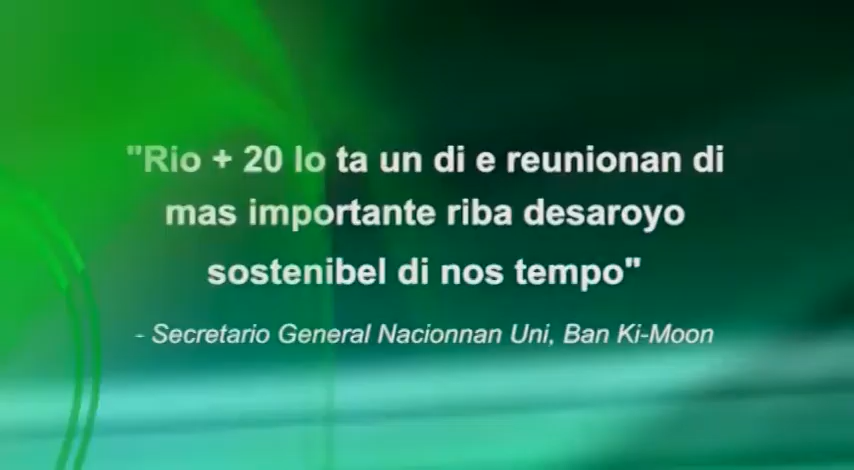 "Rio + 20 lo ta un di e reunionan di
mas importante riba desaroyo
sostenibel di nos tempo"
- Secretario General Nacionnan Uni, Ban Ki-Moon